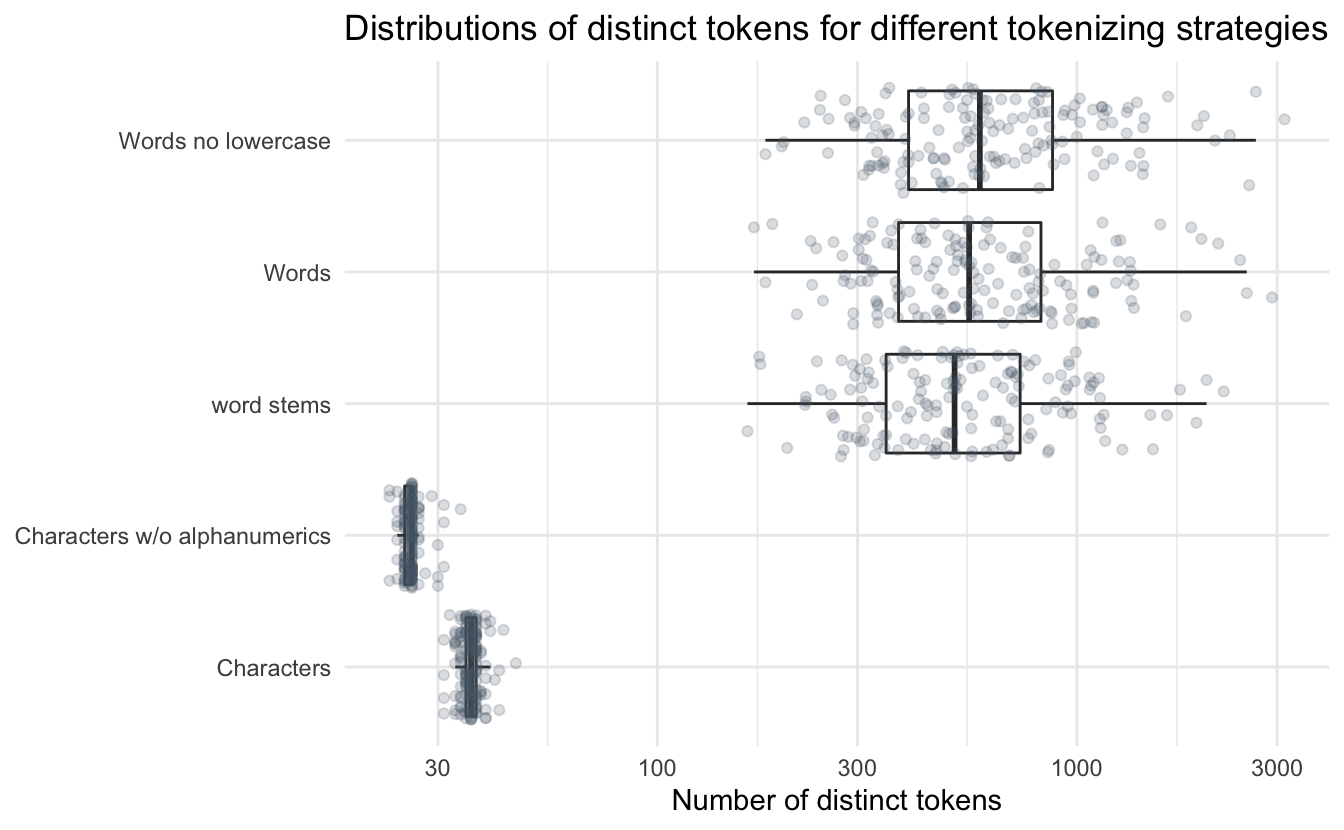 Distributions of distinct tokens for different tokenizing strategies
Words no lowercase
Words
word stems
Characters w/o alphanumerics
Characters
30 100 300 1000 3000
Number of distinct tokens